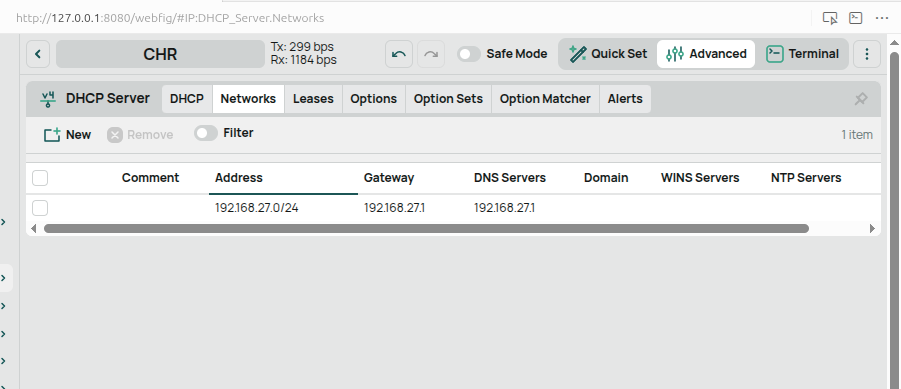 http://127.0.0.1:8080/webfig/#IP:DHCP_Server.Networks
CHR
Tx: 299 bps
Rx: 1184 bps
Safe Mode
Quick Set
Advanced
Terminal
v4
DHCP Server
DHCP
Networks
Leases
Options
Option Sets
Option Matcher
Alerts
New
Remove
Filter
1 item
Comment Address Gateway DNS Servers Domain WINS Servers NTP Servers
192.168.27.0/24 192.168.27.1 192.168.27.1